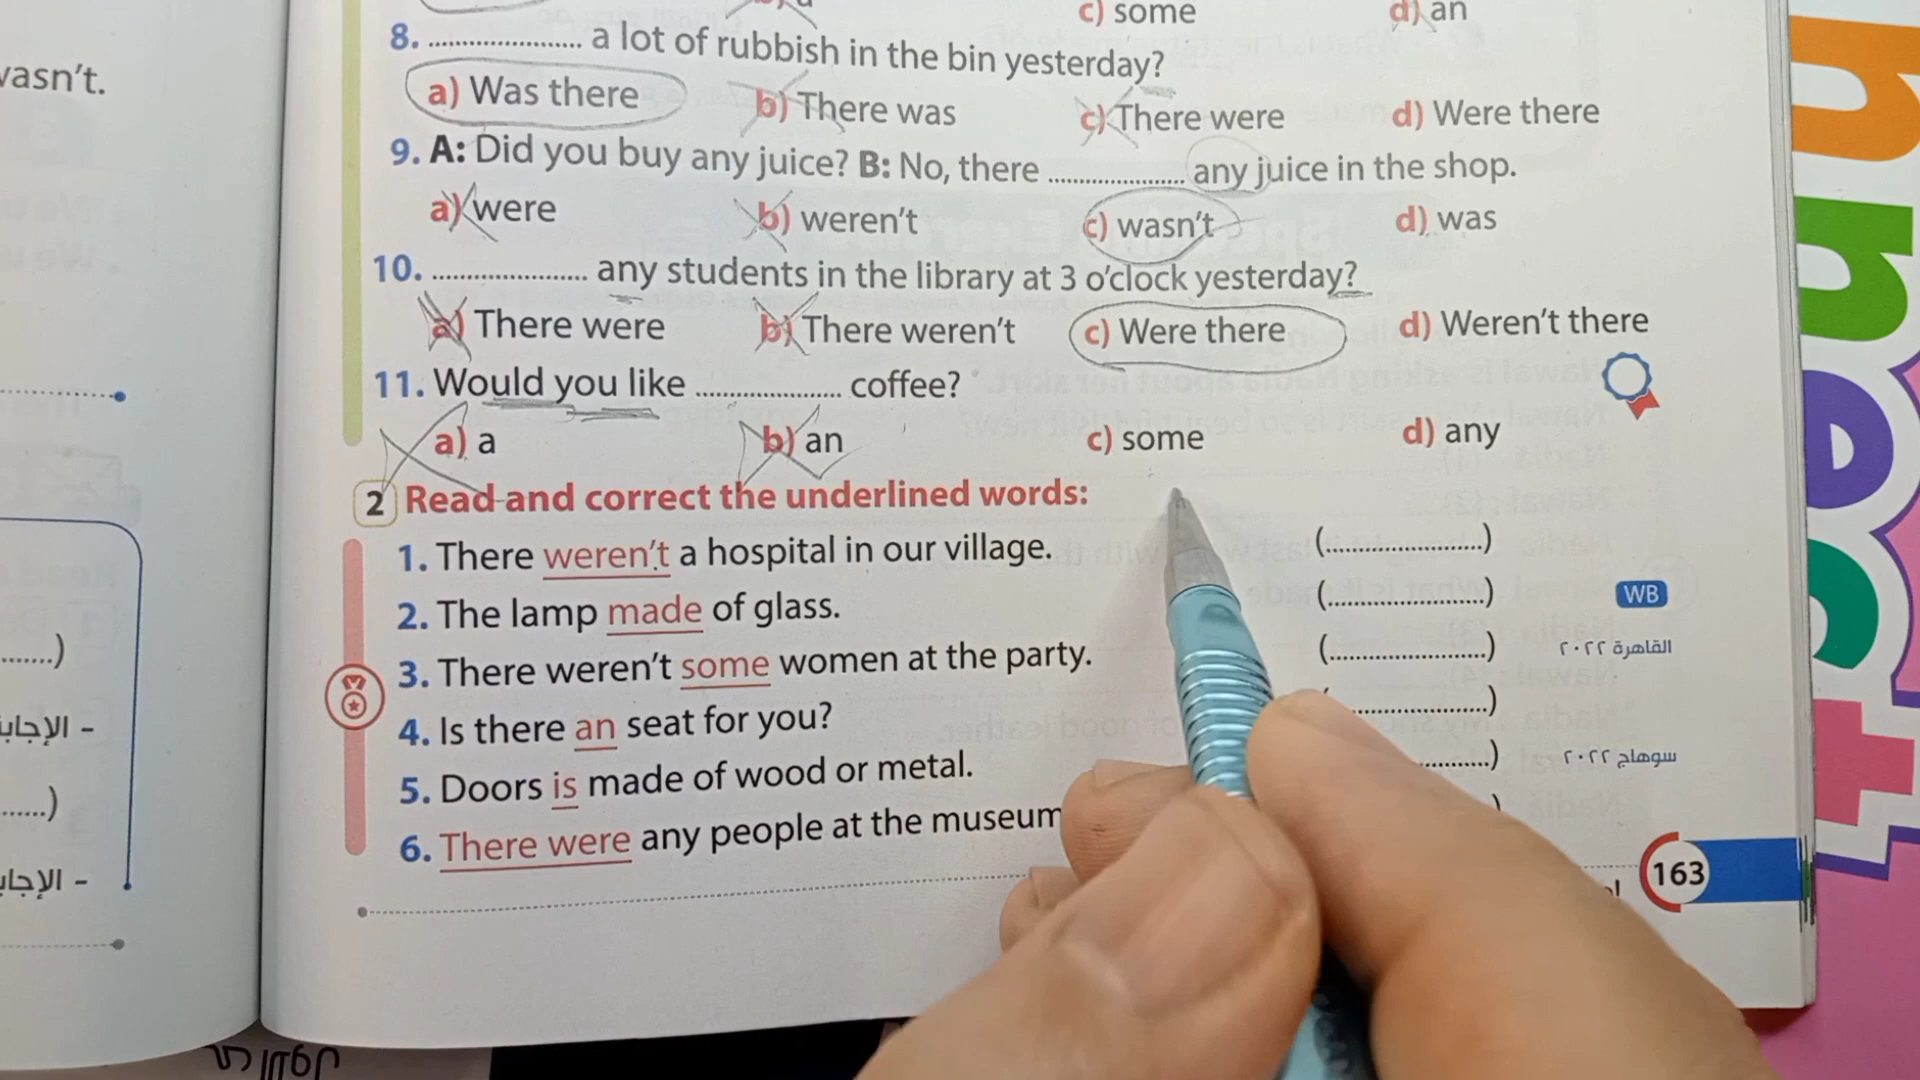 c) some d) an
8. ...................... a lot of rubbish in the bin yesterday?
a) Was there b) There was c) There were d) Were there
9. A: Did you buy any juice? B: No, there ...................... any juice in the shop.
a) were b) weren't c) wasn't d) was
10. ...................... any students in the library at 3 o'clock yesterday?
a) There were b) There weren't c) Were there d) Weren't there
11. Would you like ...................... coffee?
a) a b) an c) some d) any
2 Read and correct the underlined words:
1. There weren't a hospital in our village. (......................)
2. The lamp made of glass. (......................) WB
3. There weren't some women at the party. (......................) القاهرة ٢٠٢٢
4. Is there an seat for you? ......................)
5. Doors is made of wood or metal. ..........) سوهاج ٢٠٢٢
6. There were any people at the museum )
163
wasn't.
.......)
- الإجابة
......)
- الإجابة